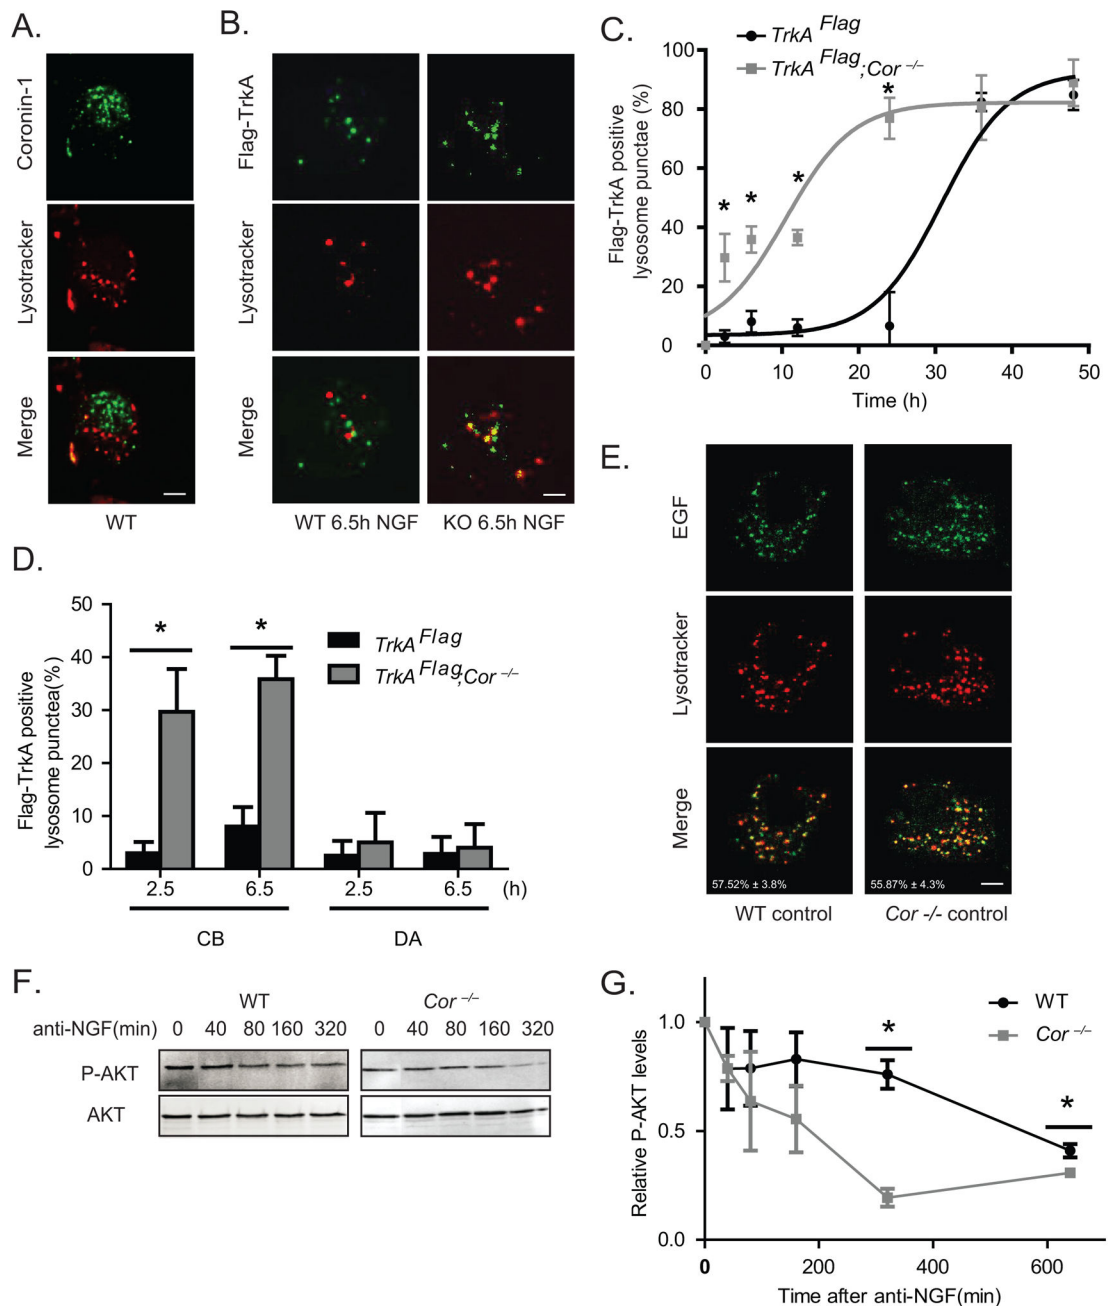 A.
Coronin-1
Lysotracker
Merge
WT
B.
Flag-TrkA
Lysotracker
Merge
WT 6.5h NGF
KO 6.5h NGF
C.
TrkA Flag
TrkA Flag;Cor –/–
Flag-TrkA positive
lysosome punctae (%)
100
80
60
40
20
0
* * * *
0 10 20 30 40 50
Time (h)
D.
Flag-TrkA positive
lysosome punctea(%)
50
40
30
20
10
0
* *
TrkA Flag
TrkA Flag;Cor –/–
2.5 6.5 2.5 6.5 (h)
CB DA
E.
EGF
Lysotracker
Merge
57.52% ± 3.8%
55.87% ± 4.3%
WT control
Cor -/- control
F.
WT Cor –/–
anti-NGF(min) 0 40 80 160 320 0 40 80 160 320
P-AKT
AKT
G.
WT
Cor –/–
Relative P-AKT levels
1.0
0.5
0.0
* *
0 200 400 600
Time after anti-NGF(min)